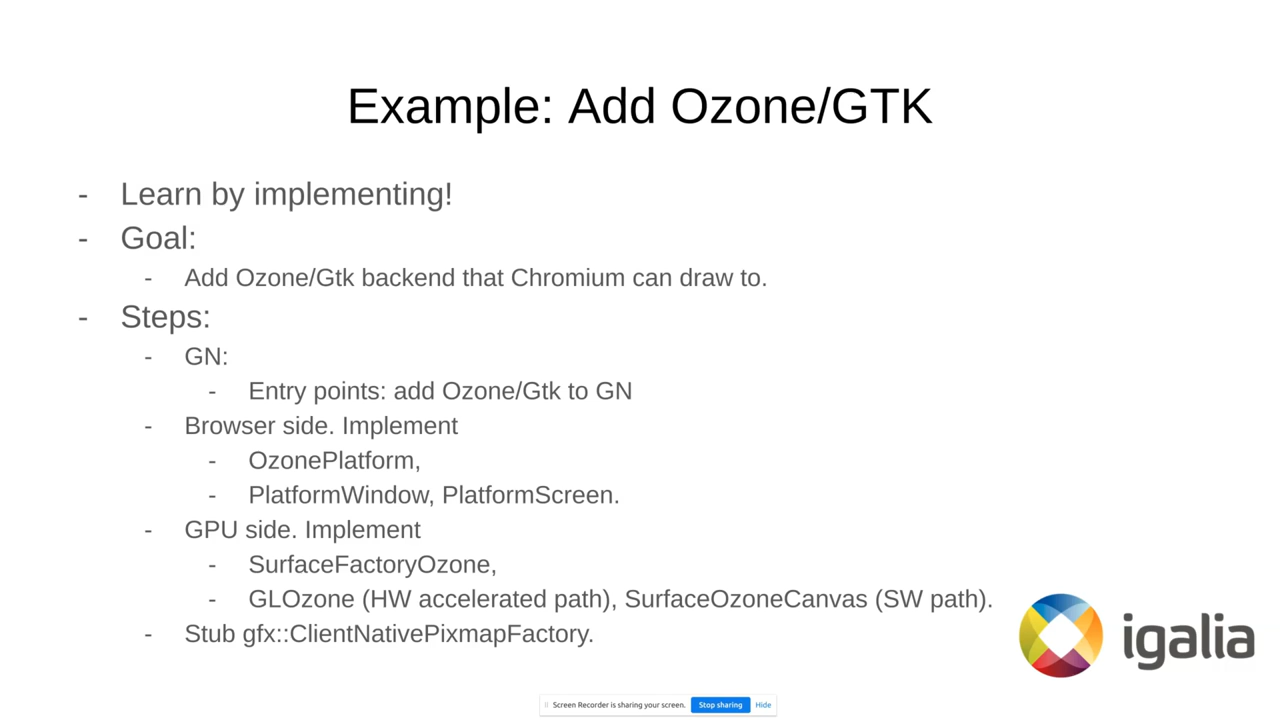 Example: Add Ozone/GTK
- Learn by implementing!
- Goal:
- Add Ozone/Gtk backend that Chromium can draw to.
- Steps:
- GN:
- Entry points: add Ozone/Gtk to GN
- Browser side. Implement
- OzonePlatform,
- PlatformWindow, PlatformScreen.
- GPU side. Implement
- SurfaceFactoryOzone,
- GLOzone (HW accelerated path), SurfaceOzoneCanvas (SW path).
- Stub gfx::ClientNativePixmapFactory.
igalia
Screen Recorder is sharing your screen. Stop sharing Hide